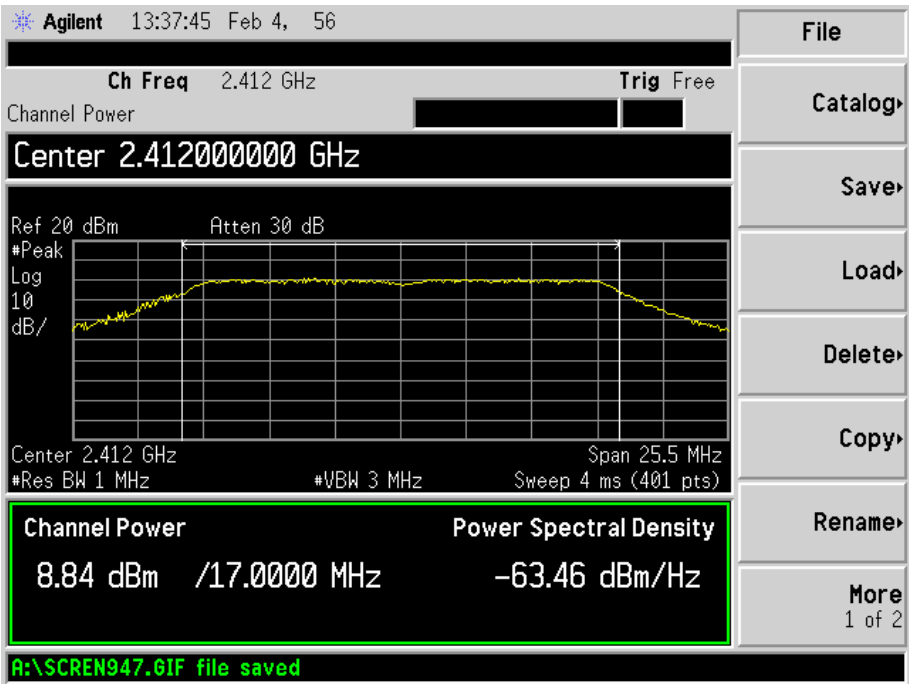 Agilent 13:37:45 Feb 4, 56
File
Ch Freq 2.412 GHz Trig Free
Channel Power
Catalog
Center 2.412000000 GHz
Save
Ref 20 dBm Atten 30 dB
#Peak
Log
10
dB/
Load
Delete
Copy
Center 2.412 GHz Span 25.5 MHz
#Res BW 1 MHz #VBW 3 MHz Sweep 4 ms (401 pts)
Rename
Channel Power Power Spectral Density
8.84 dBm /17.0000 MHz -63.46 dBm/Hz
More
1 of 2
A:\SCREN947.GIF file saved